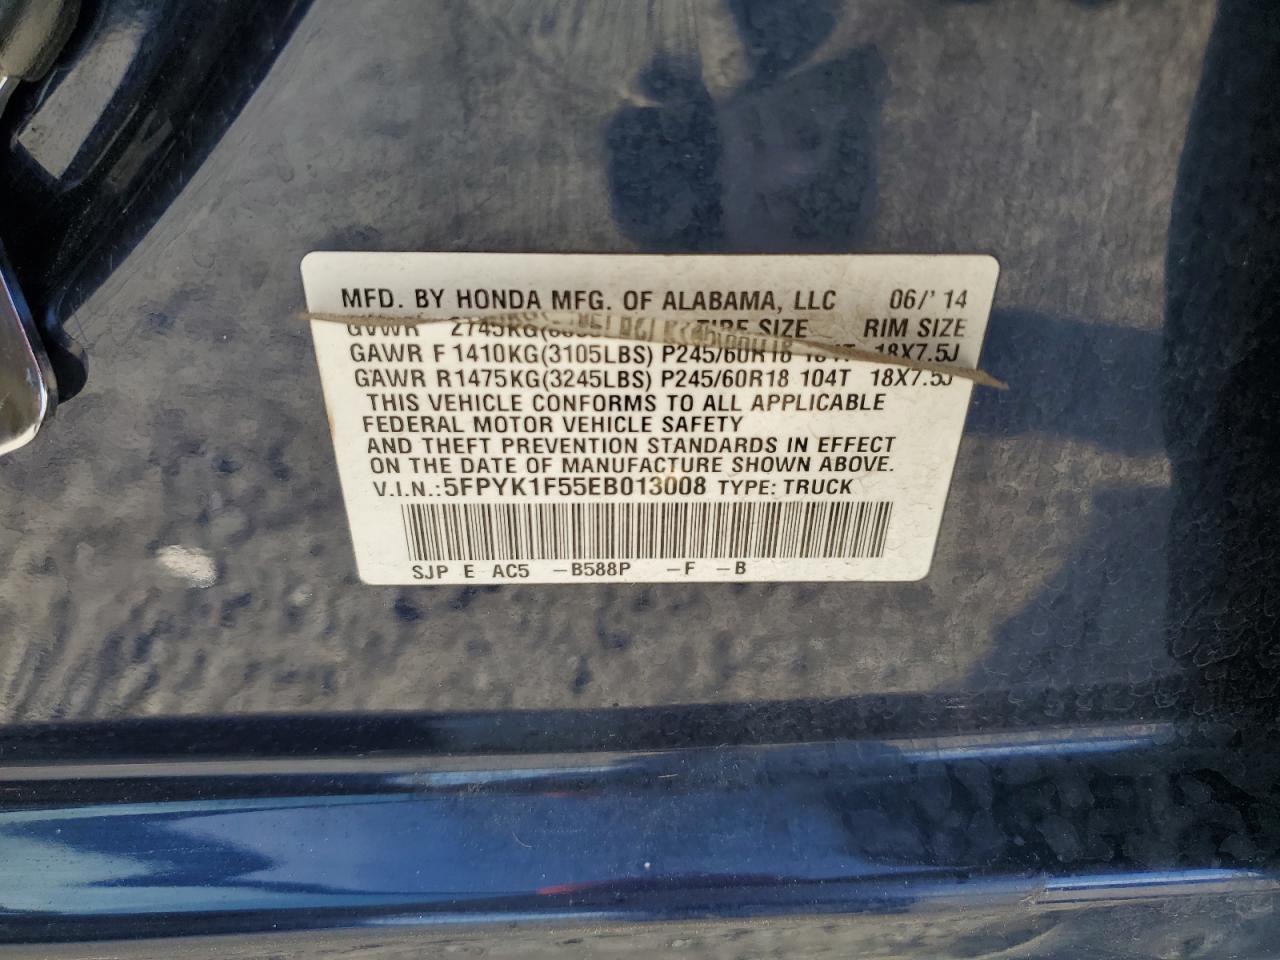 MFD. BY HONDA MFG. OF ALABAMA, LLC 06/'14
GVWR 2745KG( TIRE SIZE RIM SIZE
GAWR F 1410KG(3105LBS) P245/60R18 104T 18X7.5J
GAWR R1475KG(3245LBS) P245/60R18 104T 18X7.5J
THIS VEHICLE CONFORMS TO ALL APPLICABLE
FEDERAL MOTOR VEHICLE SAFETY
AND THEFT PREVENTION STANDARDS IN EFFECT
ON THE DATE OF MANUFACTURE SHOWN ABOVE.
V.I.N.:5FPYK1F55EB013008 TYPE: TRUCK
SJP E AC5 -B588P -F -B